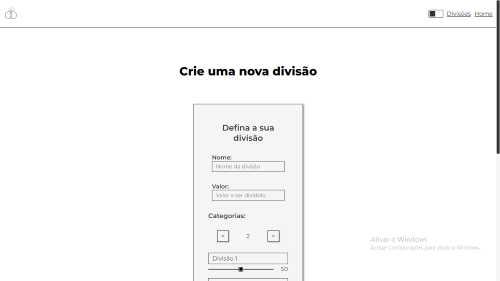 Divisões Home
Crie uma nova divisão
Defina a sua
divisão
Nome:
Nome da divisão
Valor:
Valor a ser dividido
Categorias:
2
Divisão 1
50
Ativar o Windows
Acesse Configurações para ativar o Windows.